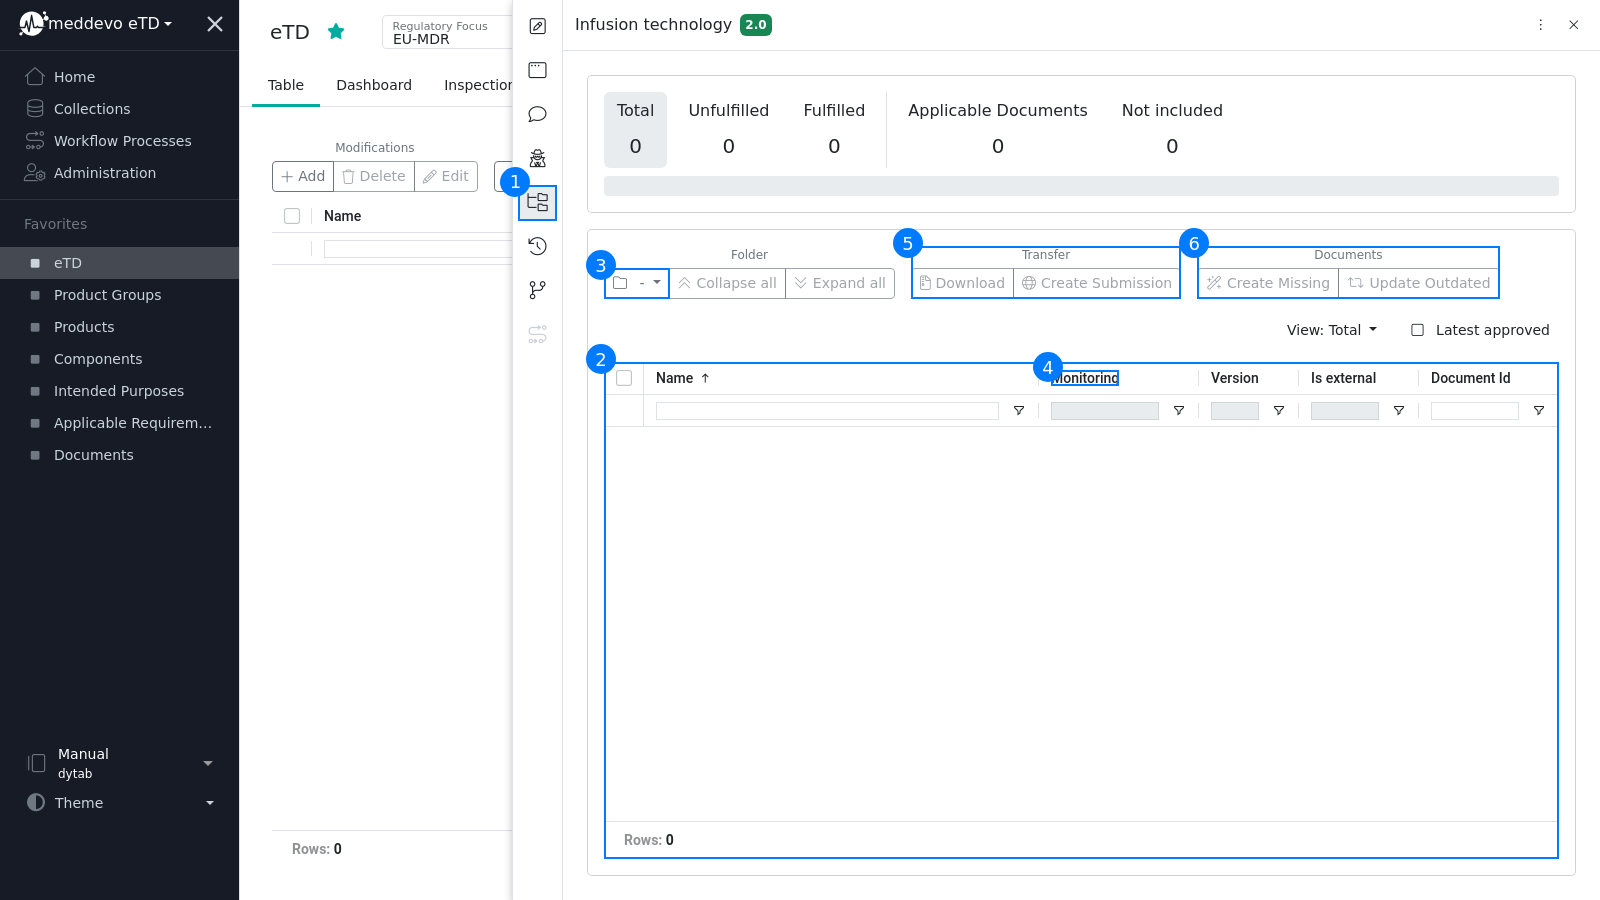 meddevo eTD
Home
Collections
Workflow Processes
Administration
Favorites
eTD
Product Groups
Products
Components
Intended Purposes
Applicable Requirem...
Documents
Manual
dytab
Theme
eTD
Regulatory Focus
EU-MDR
Table Dashboard Inspection
Modifications
Add Delete Edit
Name
Rows: 0
Infusion technology 2.0
Total Unfulfilled Fulfilled Applicable Documents Not included
0 0 0 0 0
1
3 5 6
Folder Transfer Documents
- Collapse all Expand all Download Create Submission Create Missing Update Outdated
View: Total Latest approved
2 4
Name ↑ Monitoring Version Is external Document Id
Rows: 0